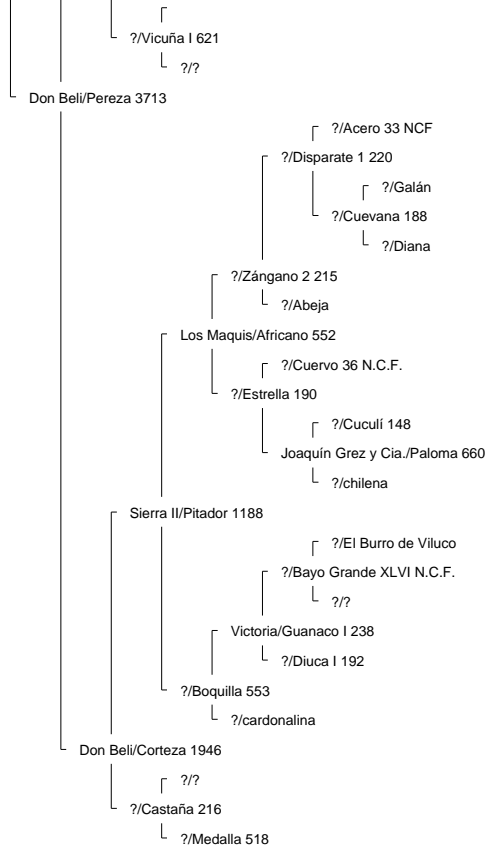 ?/Vicuña I 621
?/?
Don Beli/Pereza 3713
?/Acero 33 NCF
?/Disparate 1 220
?/Galán
?/Cuevana 188
?/Diana
?/Zángano 2 215
?/Abeja
Los Maquis/Africano 552
?/Cuervo 36 N.C.F.
?/Estrella 190
?/Cuculí 148
Joaquín Grez y Cia./Paloma 660
?/chilena
Sierra II/Pitador 1188
?/El Burro de Viluco
?/Bayo Grande XLVI N.C.F.
?/?
Victoria/Guanaco I 238
?/Diuca I 192
?/Boquilla 553
?/cardonalina
Don Beli/Corteza 1946
?/?
?/Castaña 216
?/Medalla 518